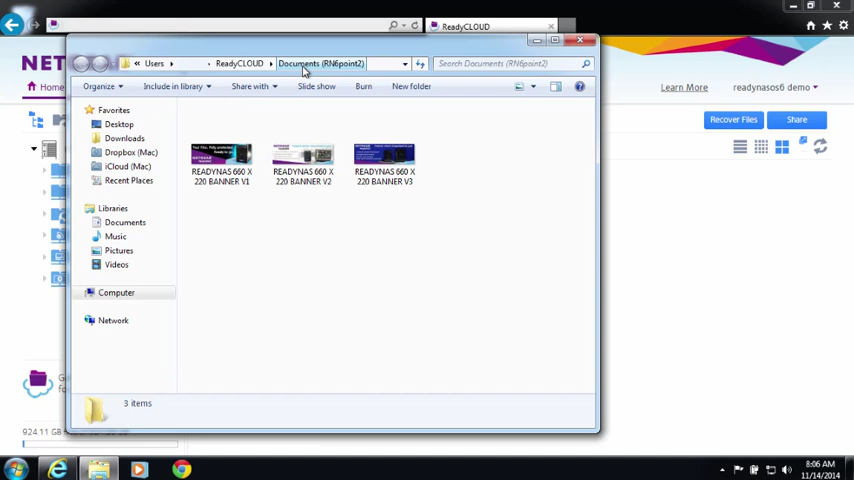 ReadyCLOUD
NETG
Home
Learn More
readynasos6 demo
Users
ReadyCLOUD
Documents (RN6point2)
Search Documents (RN6point2)
Organize
Include in library
Share with
Slide show
Burn
New folder
Recover Files
Share
Favorites
Desktop
Downloads
Dropbox (Mac)
iCloud (Mac)
Recent Places
Libraries
Documents
Music
Pictures
Videos
Computer
Network
READYNAS 660 X
220 BANNER V1
READYNAS 660 X
220 BANNER V2
READYNAS 660 X
220 BANNER V3
3 items
924.11 GB
8:06 AM
11/14/2014